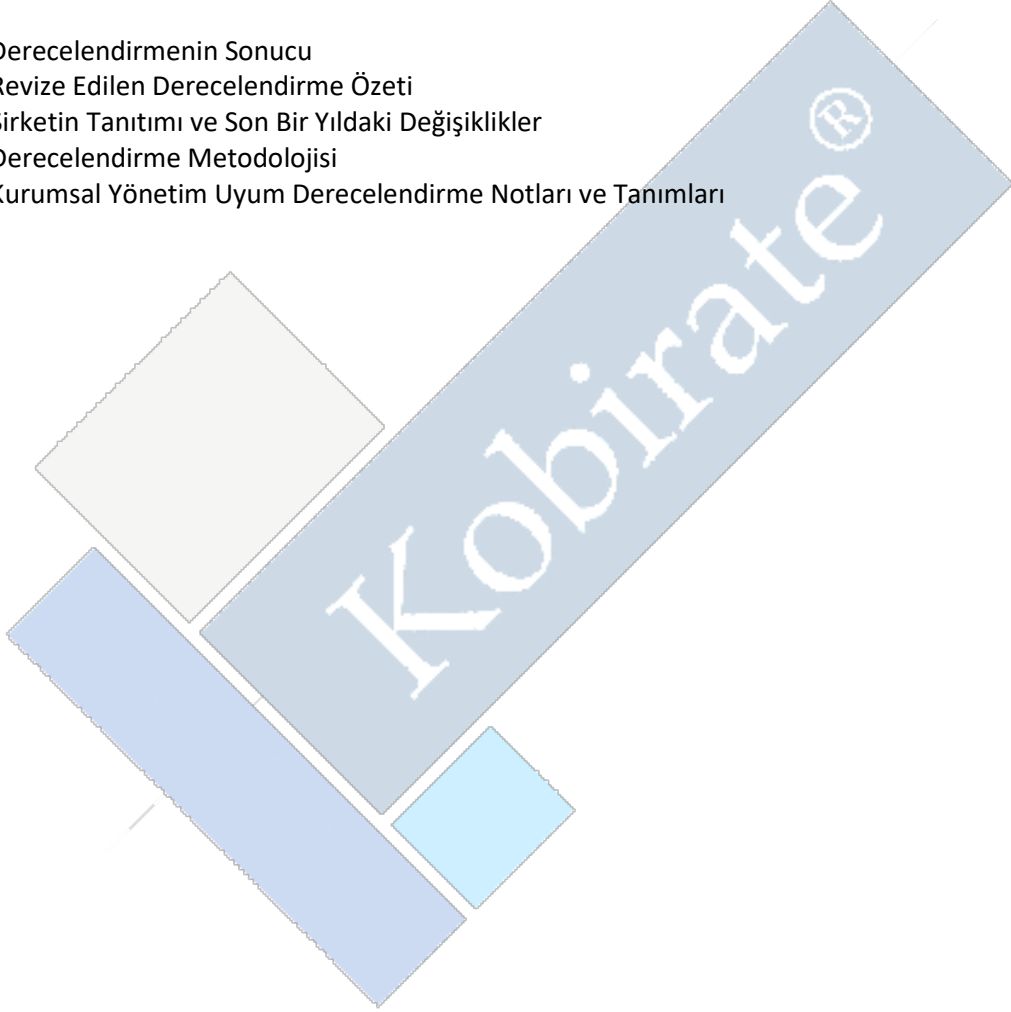 Derecelendirmenin Sonucu
Revize Edilen Derecelendirme Özeti
Şirketin Tanıtımı ve Son Bir Yıldaki Değişiklikler
Derecelendirme Metodolojisi
Kurumsal Yönetim Uyum Derecelendirme Notları ve Tanımları
Kobirate ®